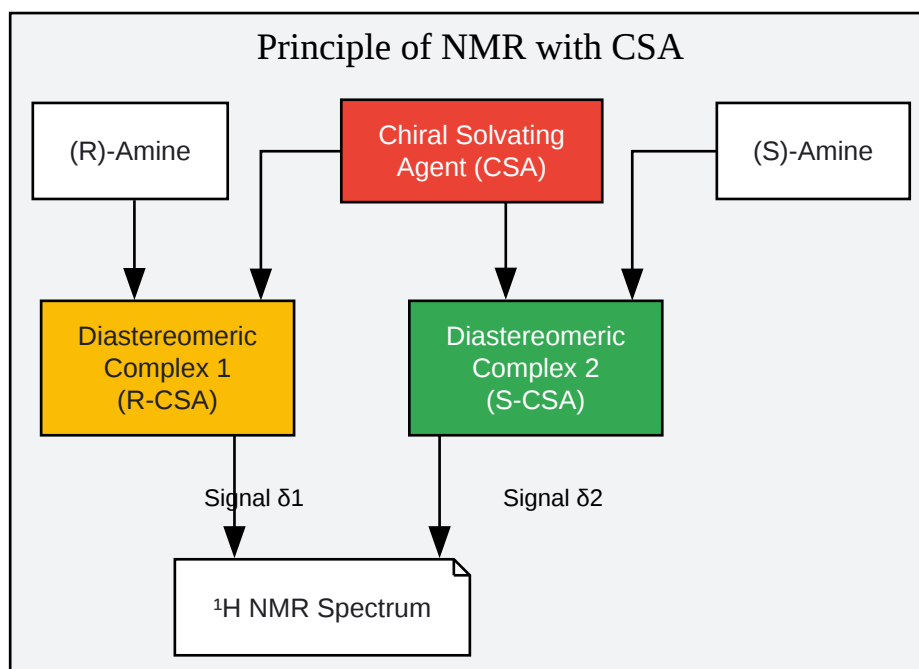 Principle of NMR with CSA
(R)-Amine
Chiral Solvating
Agent (CSA)
(S)-Amine
Diastereomeric
Complex 1
(R-CSA)
Diastereomeric
Complex 2
(S-CSA)
Signal δ1
Signal δ2
¹H NMR Spectrum